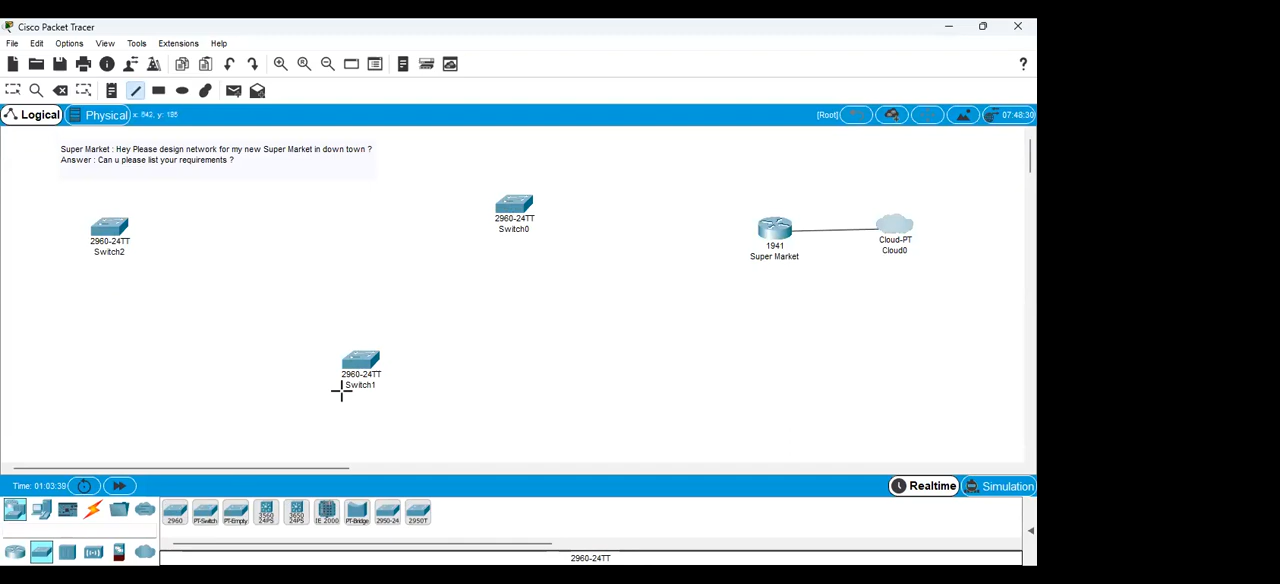 Cisco Packet Tracer
File Edit Options View Tools Extensions Help
?
Logical Physical x: 842, y: 135 [Root] 07:48:30
Super Market : Hey Please design network for my new Super Market in down town ?
Answer : Can u please list your requirements ?
2960-24TT
Switch0
2960-24TT
Switch2
1941
Super Market
Cloud-PT
Cloud0
2960-24TT
Switch1
Time: 01:03:39 Realtime Simulation
2960 PT-Switch PT-Empty 3560 24PS 3650 24PS IE 2000 PT-Bridge 2950-24 2950T
2960-24TT